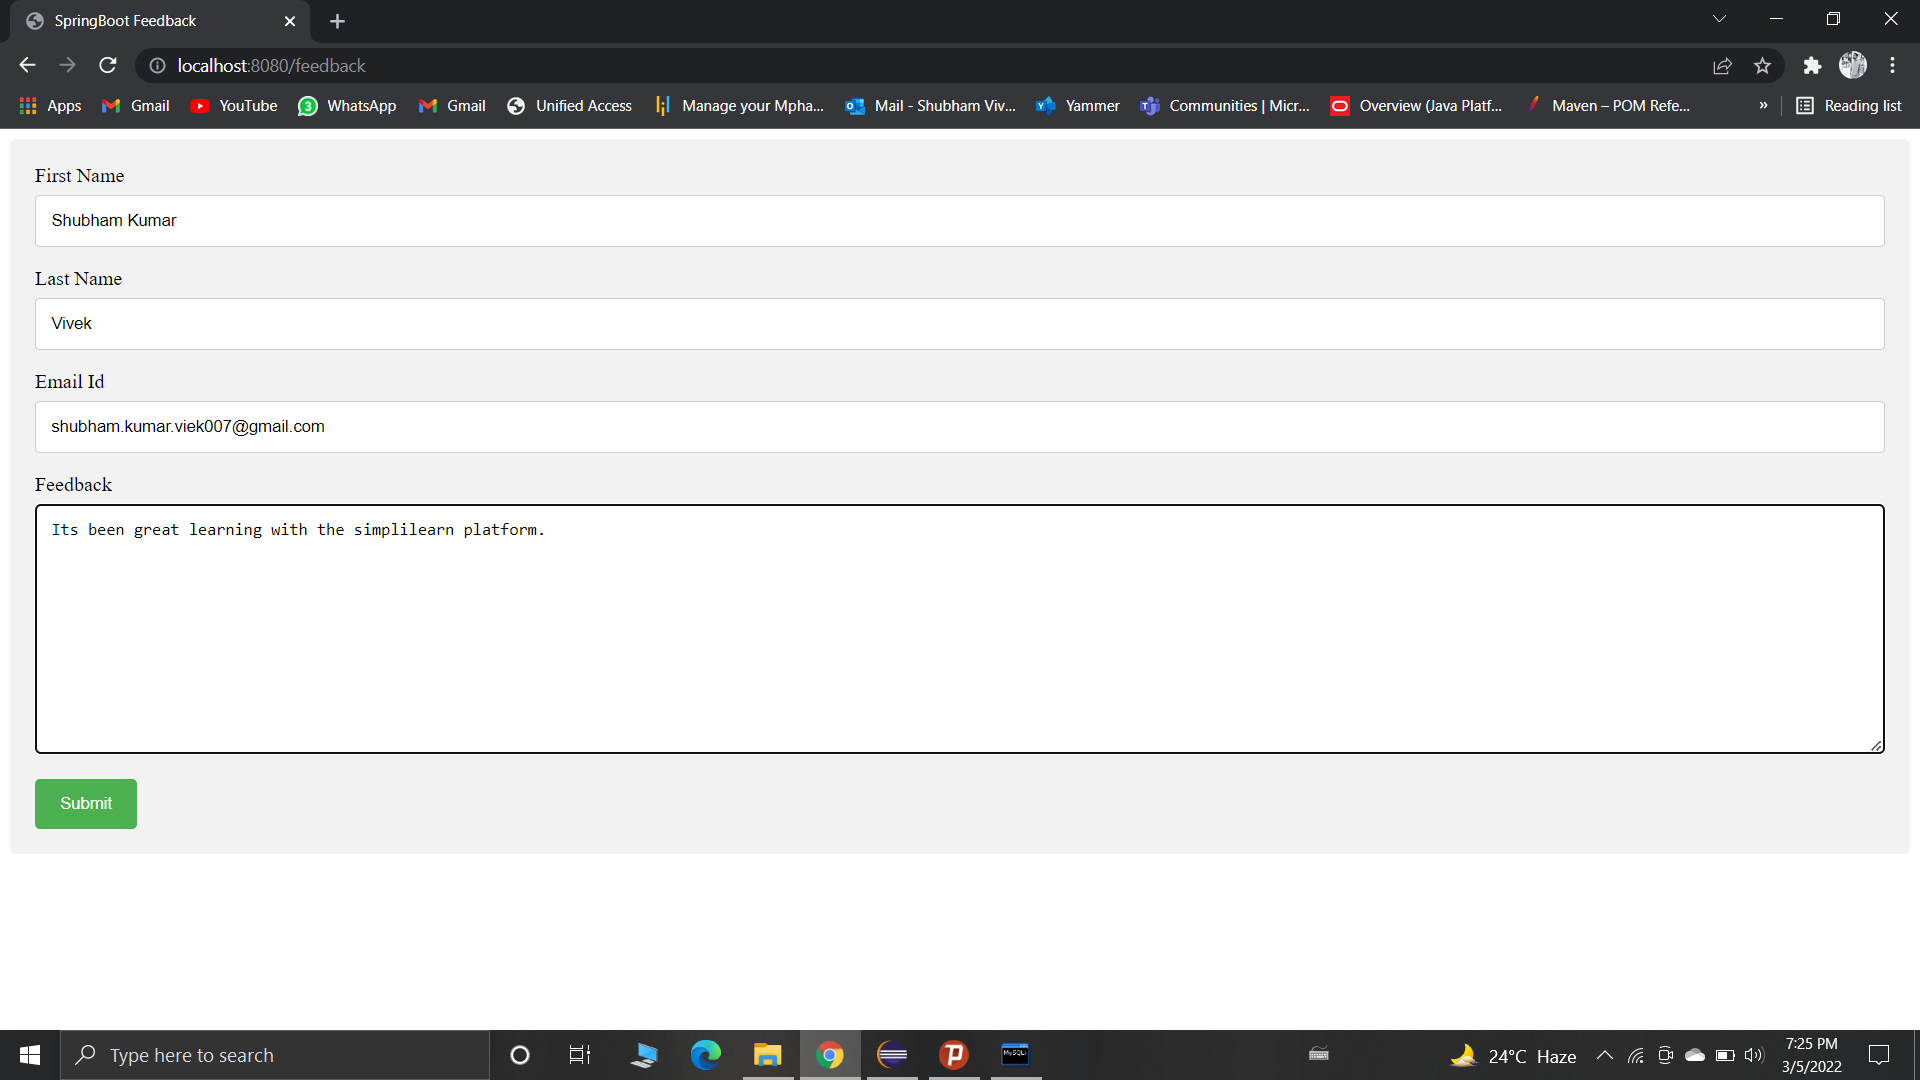 SpringBoot Feedback
localhost:8080/feedback
Apps Gmail YouTube 3 WhatsApp Gmail Unified Access Manage your Mpha... Mail - Shubham Viv... Yammer Communities | Micr... Overview (Java Platf... Maven – POM Refe... » Reading list
First Name
Shubham Kumar
Last Name
Vivek
Email Id
shubham.kumar.viek007@gmail.com
Feedback
Its been great learning with the simplilearn platform.
Submit
Type here to search
MySQL
24°C Haze
7:25 PM
3/5/2022